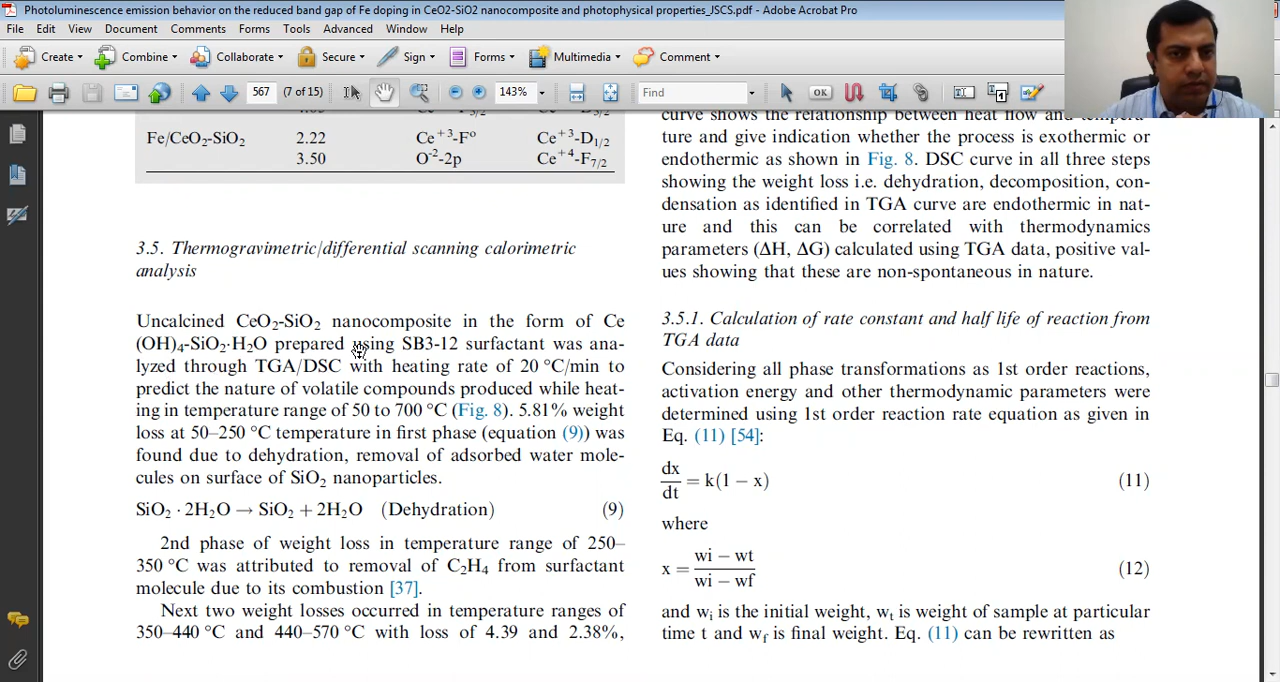 Photoluminescence emission behavior on the reduced band gap of Fe doping in CeO2-SiO2 nanocomposite and photophysical properties_JSCS.pdf - Adobe Acrobat Pro
File Edit View Document Comments Forms Tools Advanced Window Help
Create Combine Collaborate Secure Sign Forms Multimedia Comment
567 (7 of 15) 143% Find OK
Fe/CeO₂-SiO₂ 2.22 Ce⁺³-Fº Ce⁺³-D₁/₂
3.50 O⁻²-2p Ce⁺⁴-F₇/₂
3.5. Thermogravimetric/differential scanning calorimetric
analysis
Uncalcined CeO₂-SiO₂ nanocomposite in the form of Ce
(OH)₄-SiO₂·H₂O prepared using SB3-12 surfactant was ana-
lyzed through TGA/DSC with heating rate of 20 °C/min to
predict the nature of volatile compounds produced while heat-
ing in temperature range of 50 to 700 °C (Fig. 8). 5.81% weight
loss at 50–250 °C temperature in first phase (equation (9)) was
found due to dehydration, removal of adsorbed water mole-
cules on surface of SiO₂ nanoparticles.
SiO₂ · 2H₂O → SiO₂ + 2H₂O (Dehydration) (9)
2nd phase of weight loss in temperature range of 250–
350 °C was attributed to removal of C₂H₄ from surfactant
molecule due to its combustion [37].
Next two weight losses occurred in temperature ranges of
350–440 °C and 440–570 °C with loss of 4.39 and 2.38%,
curve shows the relationship between heat flow and tempera-
ture and give indication whether the process is exothermic or
endothermic as shown in Fig. 8. DSC curve in all three steps
showing the weight loss i.e. dehydration, decomposition, con-
densation as identified in TGA curve are endothermic in nat-
ure and this can be correlated with thermodynamics
parameters (ΔH, ΔG) calculated using TGA data, positive val-
ues showing that these are non-spontaneous in nature.
3.5.1. Calculation of rate constant and half life of reaction from
TGA data
Considering all phase transformations as 1st order reactions,
activation energy and other thermodynamic parameters were
determined using 1st order reaction rate equation as given in
Eq. (11) [54]:
dx/dt = k(1 − x) (11)
where
x = wi − wt / wi − wf (12)
and wᵢ is the initial weight, wₜ is weight of sample at particular
time t and w_f is final weight. Eq. (11) can be rewritten as